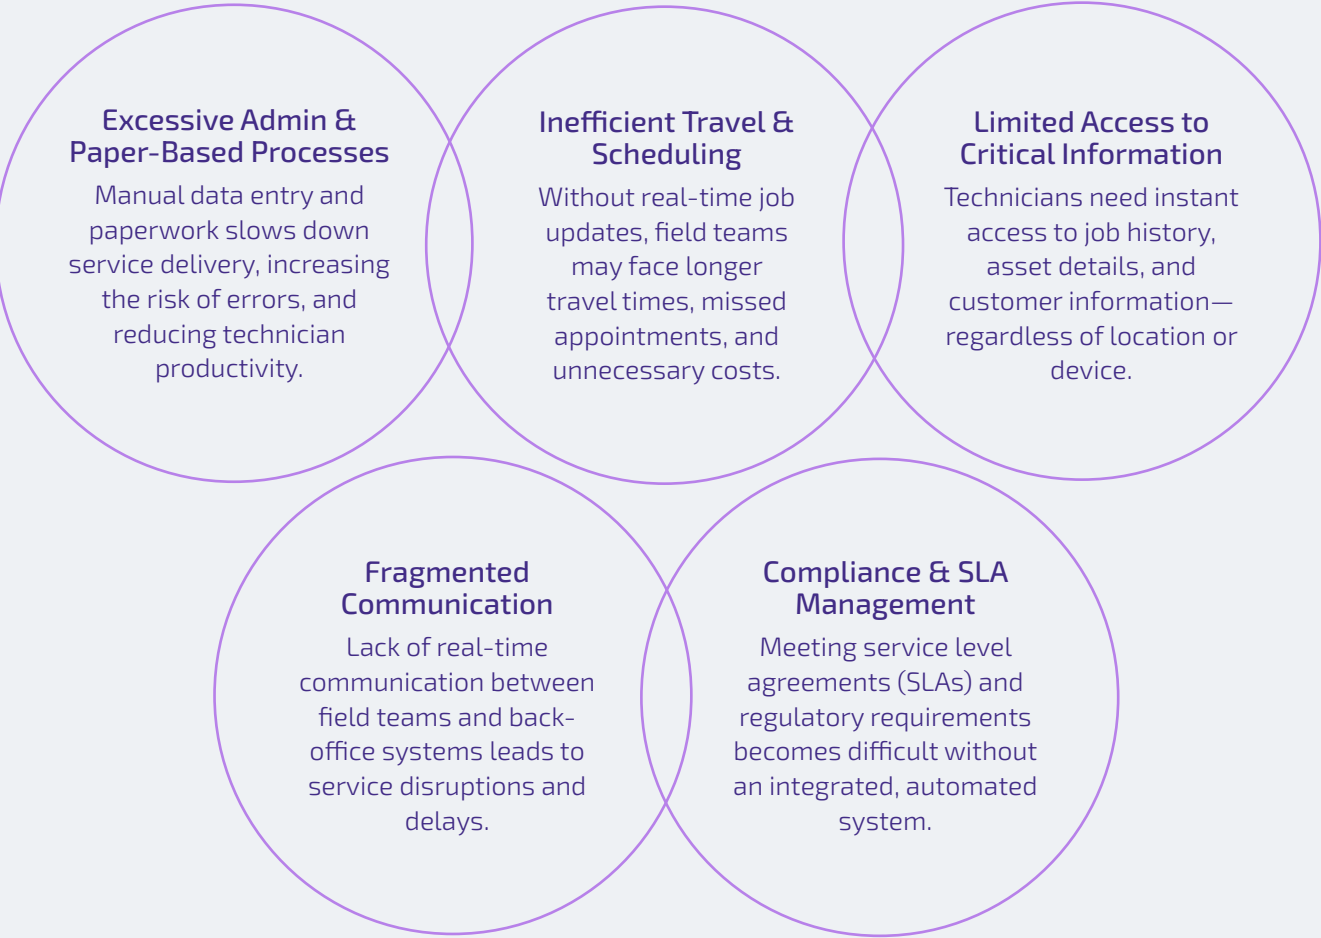 Excessive Admin &
Paper-Based Processes
Manual data entry and
paperwork slows down
service delivery, increasing
the risk of errors, and
reducing technician
productivity.
Inefficient Travel &
Scheduling
Without real-time job
updates, field teams
may face longer
travel times, missed
appointments, and
unnecessary costs.
Limited Access to
Critical Information
Technicians need instant
access to job history,
asset details, and
customer information—
regardless of location or
device.
Fragmented
Communication
Lack of real-time
communication between
field teams and back-
office systems leads to
service disruptions and
delays.
Compliance & SLA
Management
Meeting service level
agreements (SLAs) and
regulatory requirements
becomes difficult without
an integrated, automated
system.